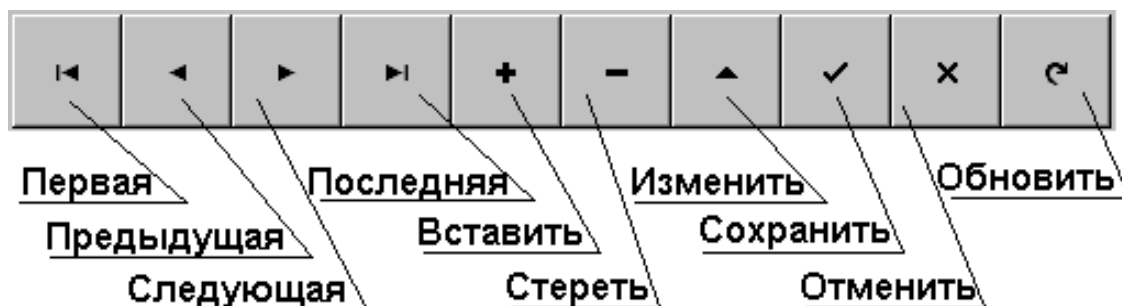 Первая
Последняя
Изменить
Обновить
Предыдущая
Вставить
Сохранить
Следующая
Стереть
Отменить